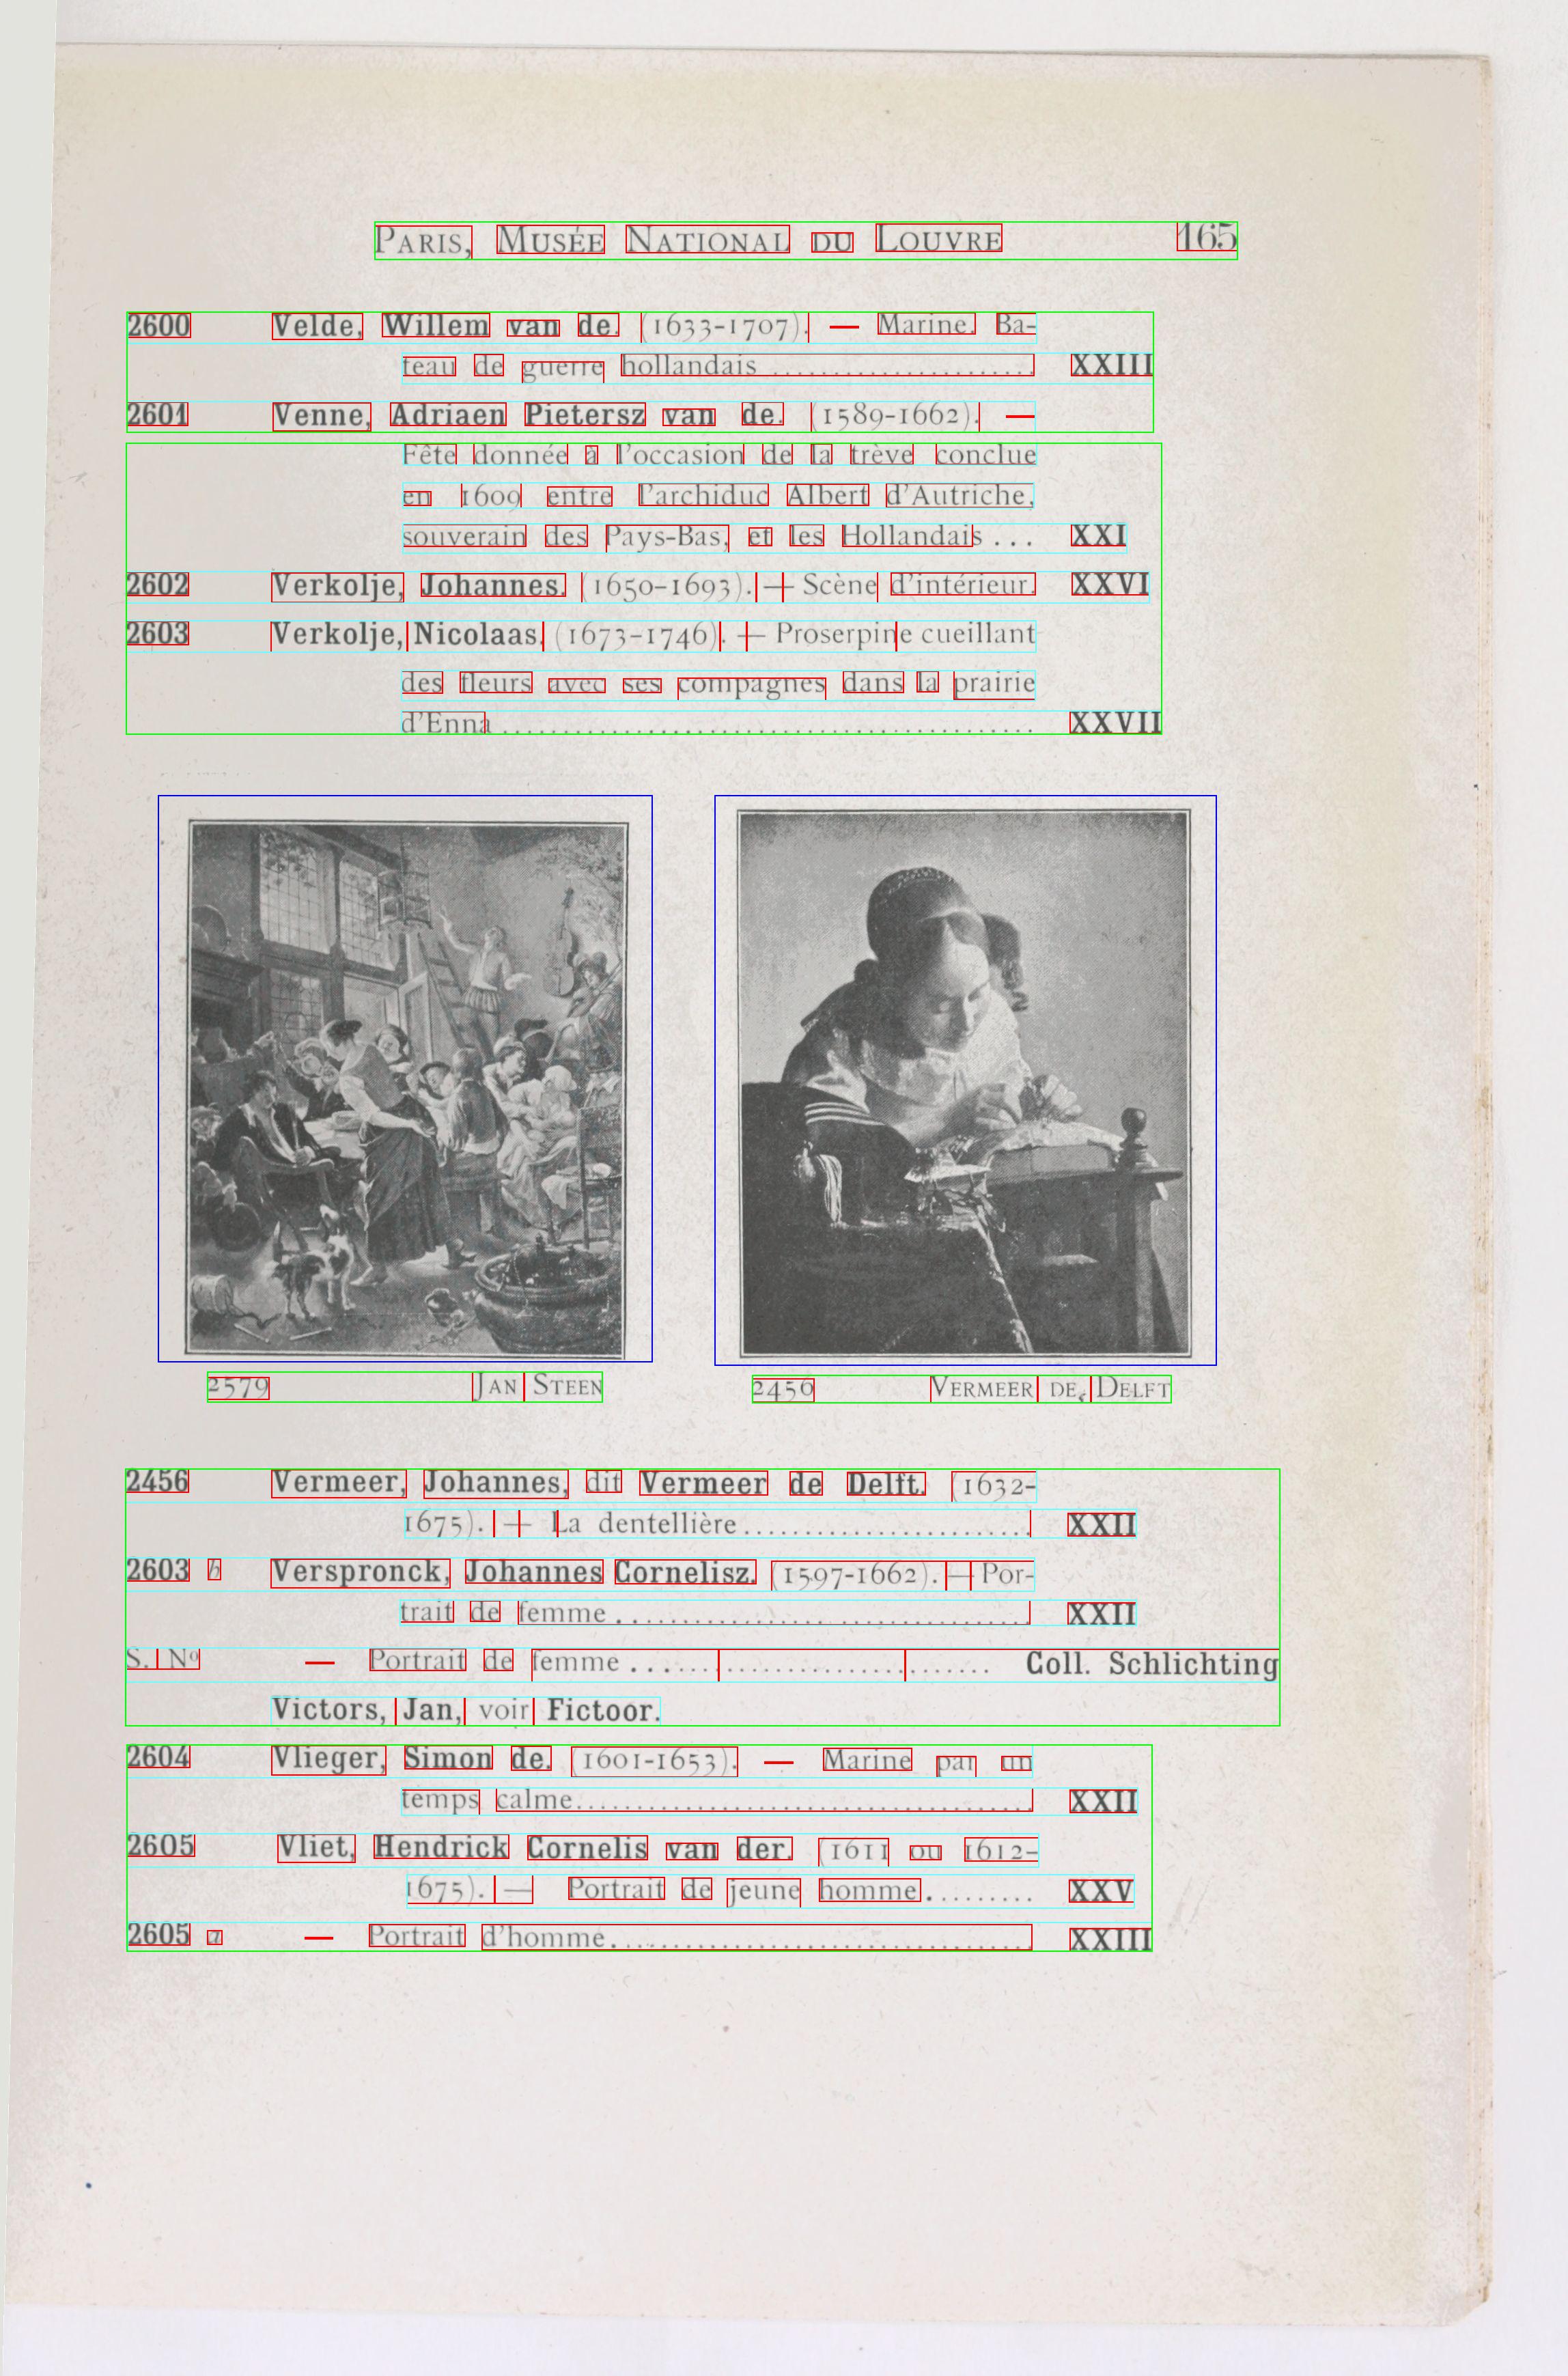 PARIS, MUSÉE NATIONAL DU LOUVRE 165
2600 Velde, Willem van de. (1633-1707). — Marine. Ba-
teau de guerre hollandais ..................... XXIII
2601 Venne, Adriaen Pietersz van de. (1589-1662). —
Fête donnée à l'occasion de la trève conclue
en 1609 entre l'archiduc Albert d'Autriche,
souverain des Pays-Bas, et les Hollandais ... XXI
2602 Verkolje, Johannes. (1650-1693). — Scène d'intérieur. XXVI
2603 Verkolje, Nicolaas. (1673-1746). — Proserpine cueillant
des fleurs avec ses compagnes dans la prairie
d'Enna ............................................ XXVII
2579 JAN STEEN
2456 VERMEER DE DELFT
2456 Vermeer, Johannes, dit Vermeer de Delft. (1632-
1675). — La dentellière........................ XXII
2603 b Verspronck, Johannes Cornelisz. (1597-1662). — Por-
trait de femme .................................. XXII
S. No — Portrait de femme .............................. Coll. Schlichting
Victors, Jan, voir Fictoor.
2604 Vlieger, Simon de. (1601-1653). — Marine par un
temps calme...................................... XXII
2605 Vliet, Hendrick Cornelis van der. (1611 ou 1612-
1675). — Portrait de jeune homme......... XXV
2605 a — Portrait d'homme................................... XXIII